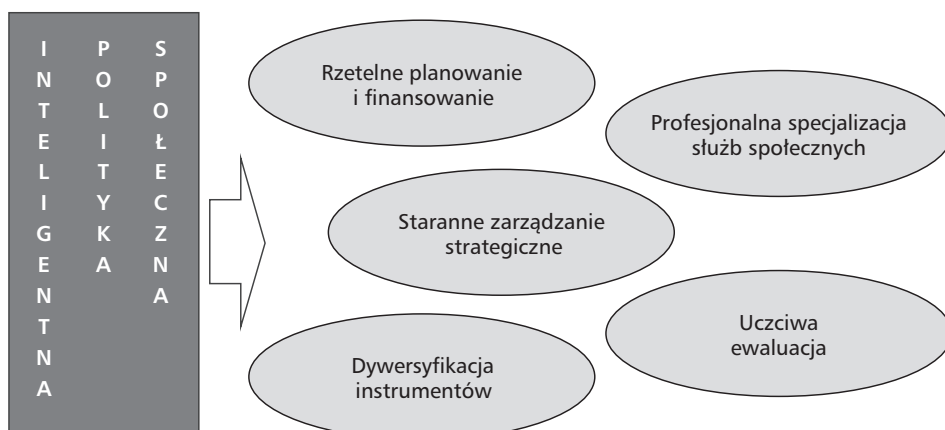 INTELIGENTNA
POLITYKA
SPOŁECZNA
Rzetelne planowanie
i finansowanie
Profesjonalna specjalizacja
służb społecznych
Staranne zarządzanie
strategiczne
Uczciwa
ewaluacja
Dywersyfikacja
instrumentów